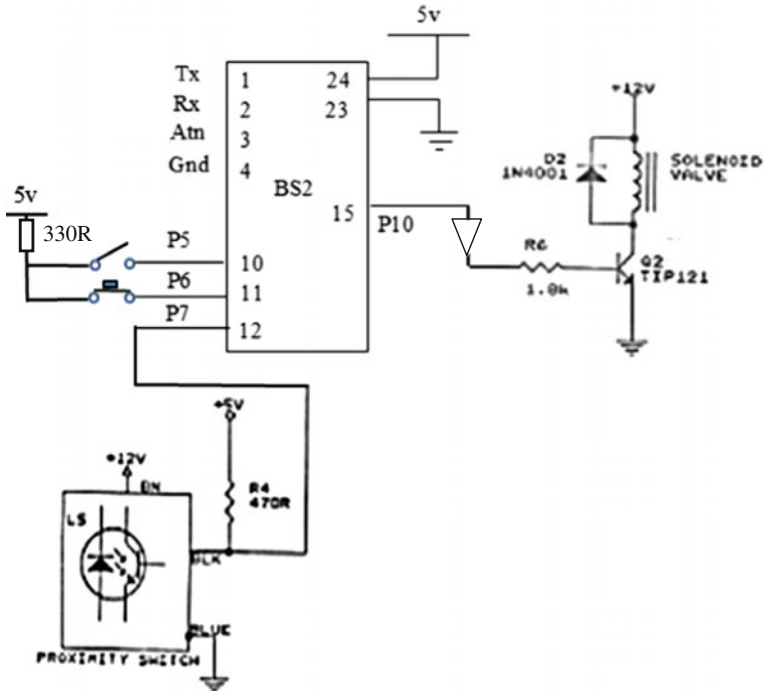 5v
Tx
1
24
Rx
2
23
Atn
3
Gnd
4
BS2
15
P10
+12V
D2
1N4001
SOLENOID
VALVE
R6
1.8k
Q2
TIP121
5v
330R
P5
10
P6
11
P7
12
+5V
R4
470R
+12V
BN
LS
BLK
BLUE
PROXIMITY SWITCH